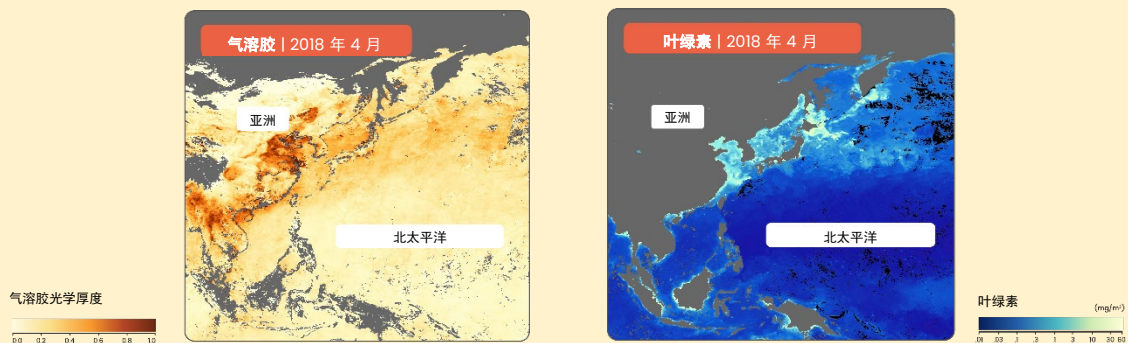 气溶胶 | 2018 年 4 月
亚洲
北太平洋
气溶胶光学厚度
0.0 0.2 0.4 0.6 0.8 1.0
叶绿素 | 2018 年 4 月
亚洲
北太平洋
叶绿素
(mg/m³)
.01 .03 .1 .3 1 3 10 30 60